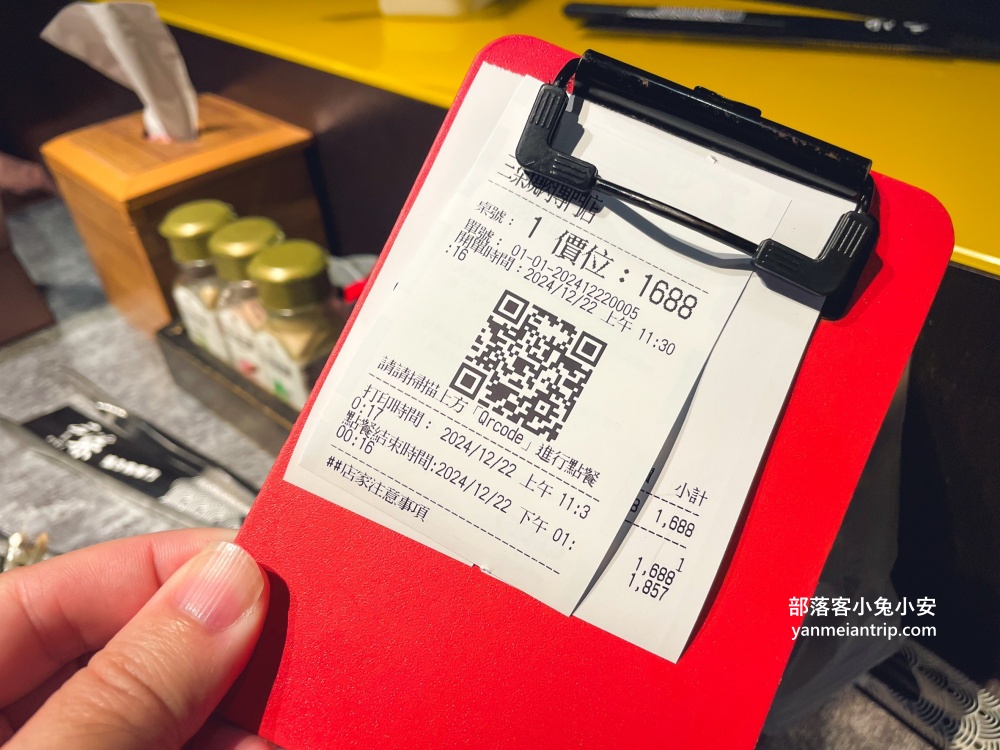 桌號： 1 價位：1688
單號： 01-01-202412220005
開單時間：2024/12/22 上午 11:30
:16
請請掃描上方「Qrcode」進行點餐
打印時間： 2024/12/22 上午 11:3
0:17
點餐結束時間:2024/12/22 下午 01:
00:16
##店家注意事項
小計
1,688
1
1,688
1,857
部落客小兔小安
yanmeiantrip.com